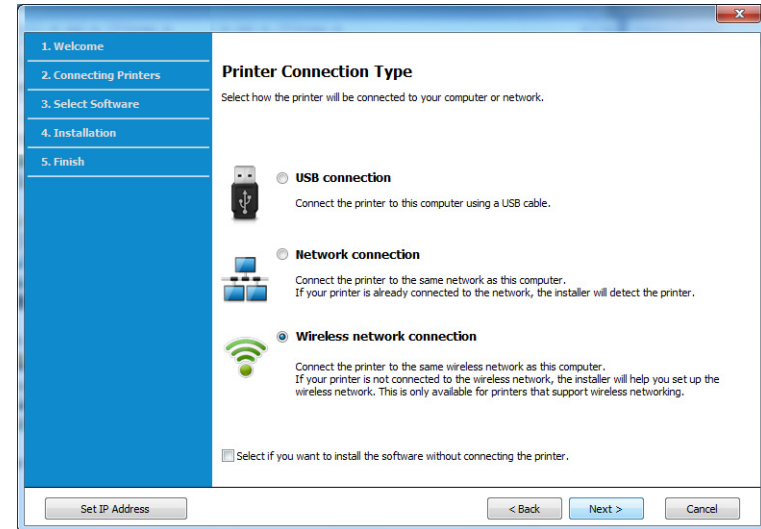 1. Welcome
2. Connecting Printers
3. Select Software
4. Installation
5. Finish
Printer Connection Type
Select how the printer will be connected to your computer or network.
USB connection
Connect the printer to this computer using a USB cable.
Network connection
Connect the printer to the same network as this computer.
If your printer is already connected to the network, the installer will detect the printer.
Wireless network connection
Connect the printer to the same wireless network as this computer.
If your printer is not connected to the wireless network, the installer will help you set up the
wireless network. This is only available for printers that support wireless networking.
Select if you want to install the software without connecting the printer.
Set IP Address
< Back
Next >
Cancel